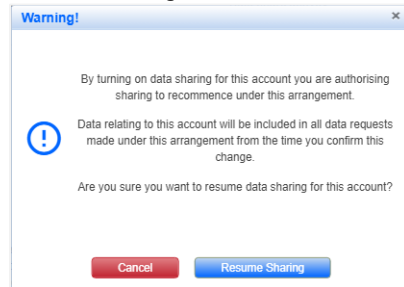 Warning!
By turning on data sharing for this account you are authorising
sharing to recommence under this arrangement.
Data relating to this account will be included in all data requests
made under this arrangement from the time you confirm this
change.
Are you sure you want to resume data sharing for this account?
Cancel
Resume Sharing